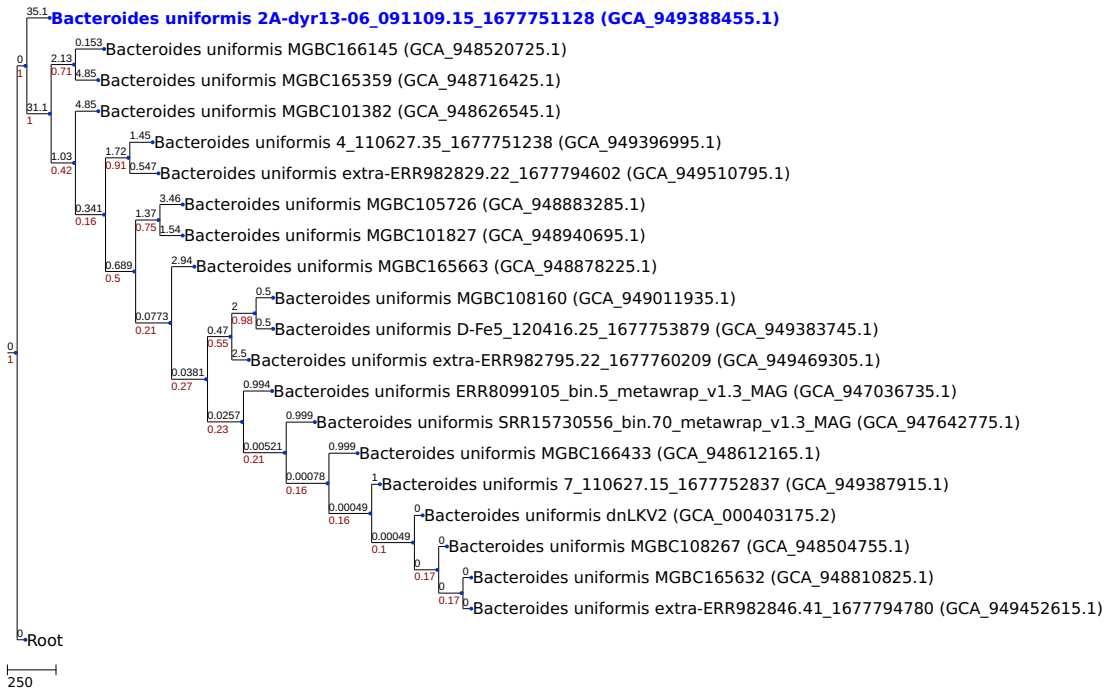 35.1 Bacteroides uniformis 2A-dyr13-06_091109.15_1677751128 (GCA_949388455.1)
0
1
0.153 Bacteroides uniformis MGBC166145 (GCA_948520725.1)
2.13
0.71
4.85 Bacteroides uniformis MGBC165359 (GCA_948716425.1)
31.1
1
4.85 Bacteroides uniformis MGBC101382 (GCA_948626545.1)
1.03
0.42
1.45 Bacteroides uniformis 4_110627.35_1677751238 (GCA_949396995.1)
1.72
0.91
0.547 Bacteroides uniformis extra-ERR982829.22_1677794602 (GCA_949510795.1)
0.341
0.16
3.46 Bacteroides uniformis MGBC105726 (GCA_948883285.1)
1.37
0.75
1.54 Bacteroides uniformis MGBC101827 (GCA_948940695.1)
0.689
0.5
2.94 Bacteroides uniformis MGBC165663 (GCA_948878225.1)
0.0773
0.21
0.5 Bacteroides uniformis MGBC108160 (GCA_949011935.1)
2
0.98
0.5 Bacteroides uniformis D-Fe5_120416.25_1677753879 (GCA_949383745.1)
0.47
0.55
2.5 Bacteroides uniformis extra-ERR982795.22_1677760209 (GCA_949469305.1)
0
1
0.0381
0.27
0.994 Bacteroides uniformis ERR8099105_bin.5_metawrap_v1.3_MAG (GCA_947036735.1)
0.0257
0.23
0.999 Bacteroides uniformis SRR15730556_bin.70_metawrap_v1.3_MAG (GCA_947642775.1)
0.00521
0.21
0.999 Bacteroides uniformis MGBC166433 (GCA_948612165.1)
0.00078
0.16
1 Bacteroides uniformis 7_110627.15_1677752837 (GCA_949387915.1)
0.00049
0.16
0 Bacteroides uniformis dnLKV2 (GCA_000403175.2)
0.00049
0.1
0 Bacteroides uniformis MGBC108267 (GCA_948504755.1)
0
0.17
0 Bacteroides uniformis MGBC165632 (GCA_948810825.1)
0
0.17
0 Bacteroides uniformis extra-ERR982846.41_1677794780 (GCA_949452615.1)
0 Root
250